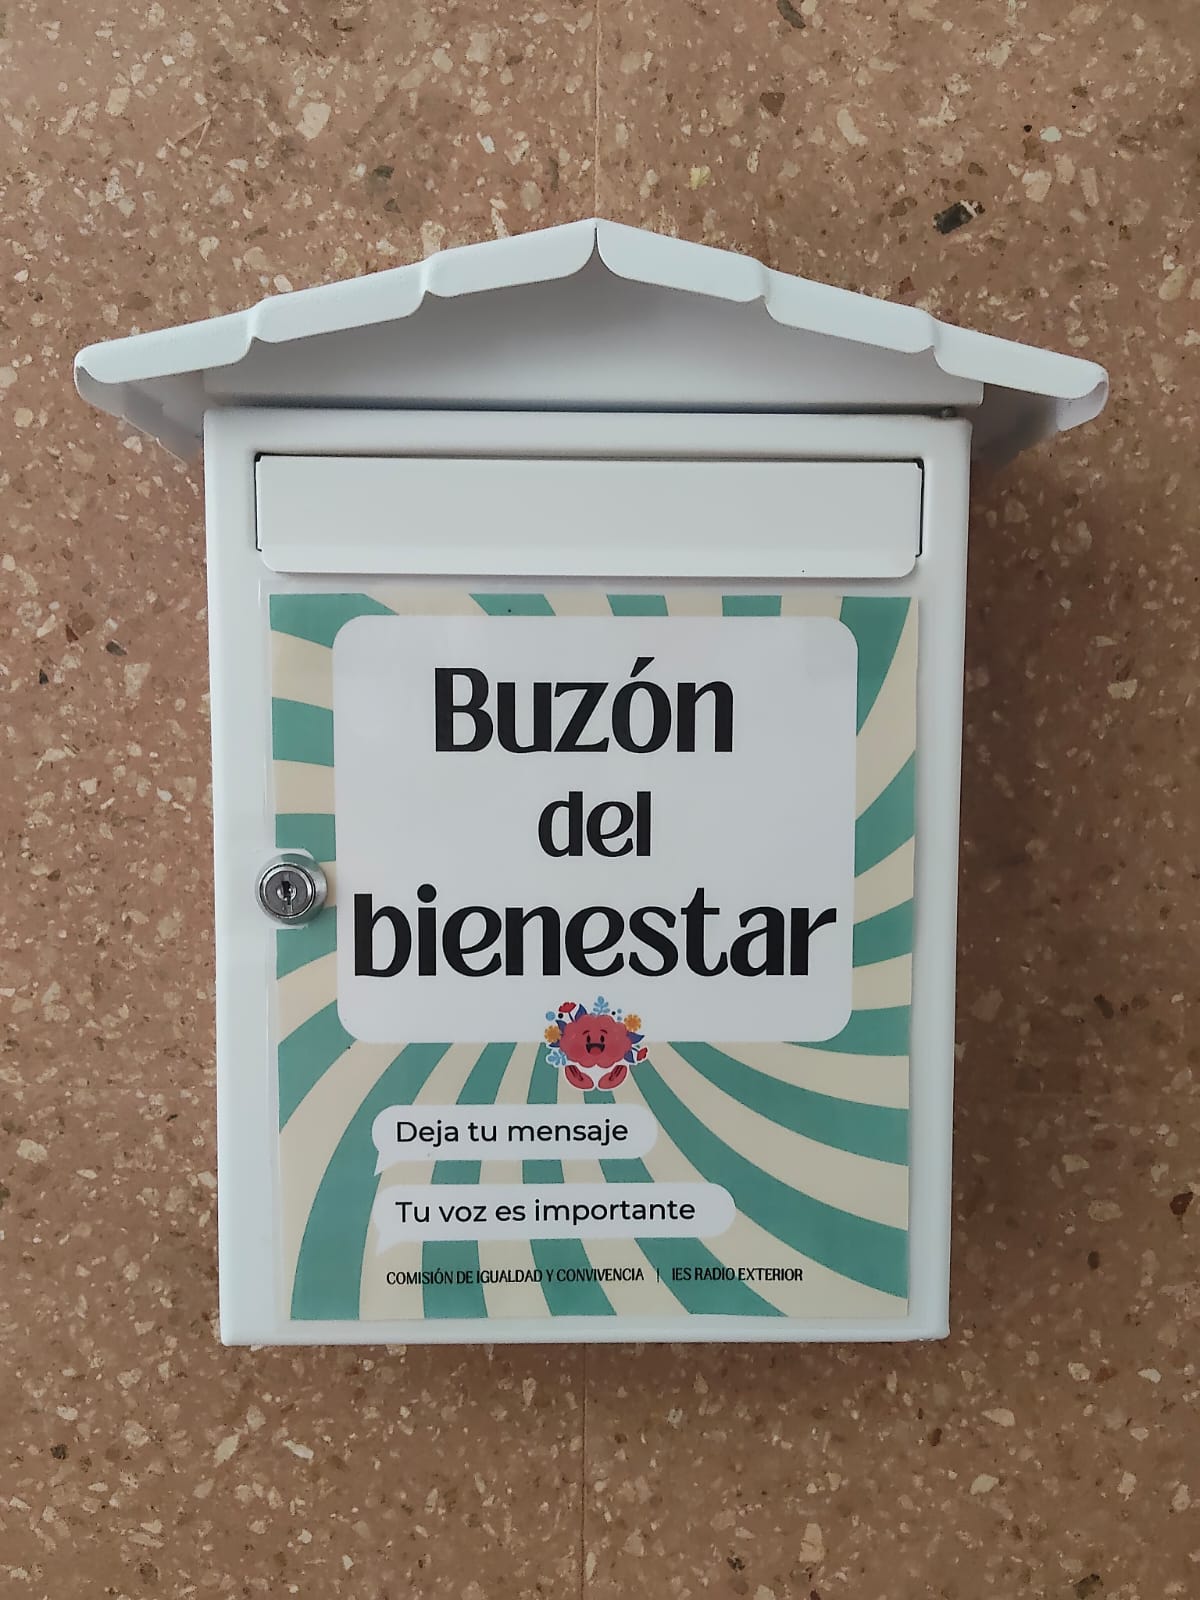 Buzón
del
bienestar
Deja tu mensaje
Tu voz es importante
COMISIÓN DE IGUALDAD Y CONVIVENCIA | IES RADIO EXTERIOR